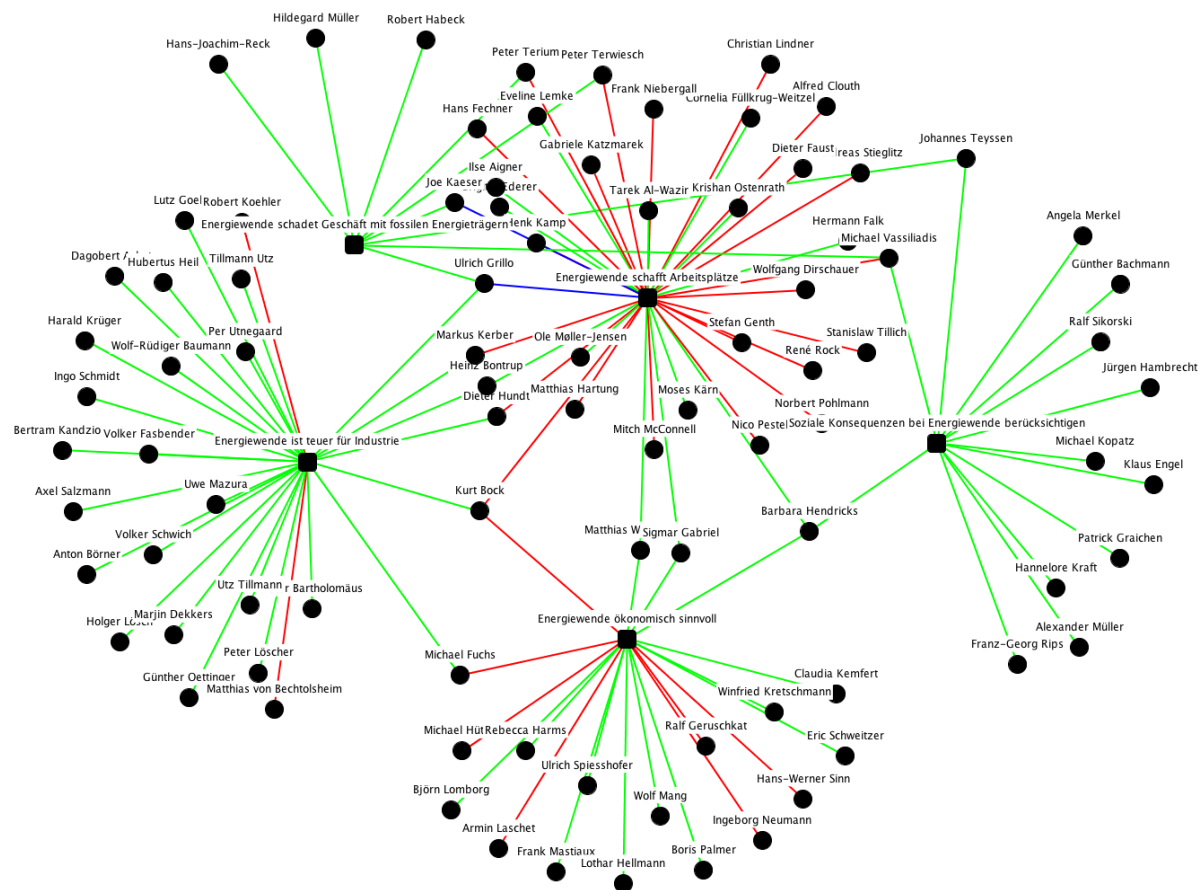 Hildegard Müller
Robert Habeck
Hans-Joachim-Reck
Peter Terium
Peter Terwiesch
Christian Lindner
Frank Niebergall
Alfred Clouth
Eveline Lemke
Cornelia Füllkrug-Weitzel
Hans Fechner
Johannes Teyssen
Gabriele Katzmarek
Dieter Faust
Stieglitz
Ilse Aigner
Joe Kaeser
Ederer
Tarek Al-Wazir
Krishan Ostenrath
Lutz Goel
Robert Koehler
Angela Merkel
Energiewende schadet Geschäft mit fossilen Energieträgern
Henk Kamp
Hermann Falk
Michael Vassiliadis
Dagobert
Hubertus Heil
Tillmann Utz
Ulrich Grillo
Energiewende schafft Arbeitsplätze
Wolfgang Dirschauer
Günther Bachmann
Harald Krüger
Per Utnegaard
Wolf-Rüdiger Baumann
Markus Kerber
Ole Møller-Jensen
Stefan Genth
Stanislaw Tillich
Ralf Sikorski
René Rock
Heinz Bontrup
Jürgen Hambrecht
Ingo Schmidt
Dieter Hundt
Matthias Hartung
Moses Kärn
Norbert Pohlmann
Bertram Kandzio
Volker Fasbender
Energiewende ist teuer für Industrie
Mitch McConnell
Nico Pestel
Soziale Konsequenzen bei Energiewende berücksichtigen
Michael Kopatz
Klaus Engel
Axel Salzmann
Uwe Mazura
Kurt Bock
Barbara Hendricks
Volker Schwich
Matthias W
Sigmar Gabriel
Patrick Graichen
Anton Börner
Hannelore Kraft
Utz Tillmann
Bartholomäus
Holger Lösch
Marjin Dekkers
Energiewende ökonomisch sinnvoll
Alexander Müller
Franz-Georg Rips
Peter Löscher
Michael Fuchs
Günther Oettinger
Matthias von Bechtolsheim
Claudia Kemfert
Winfried Kretschmann
Michael Hüt
Rebecca Harms
Ralf Geruschkat
Eric Schweitzer
Ulrich Spiesshofer
Hans-Werner Sinn
Björn Lomborg
Wolf Mang
Armin Laschet
Ingeborg Neumann
Frank Mastiaux
Lothar Hellmann
Boris Palmer